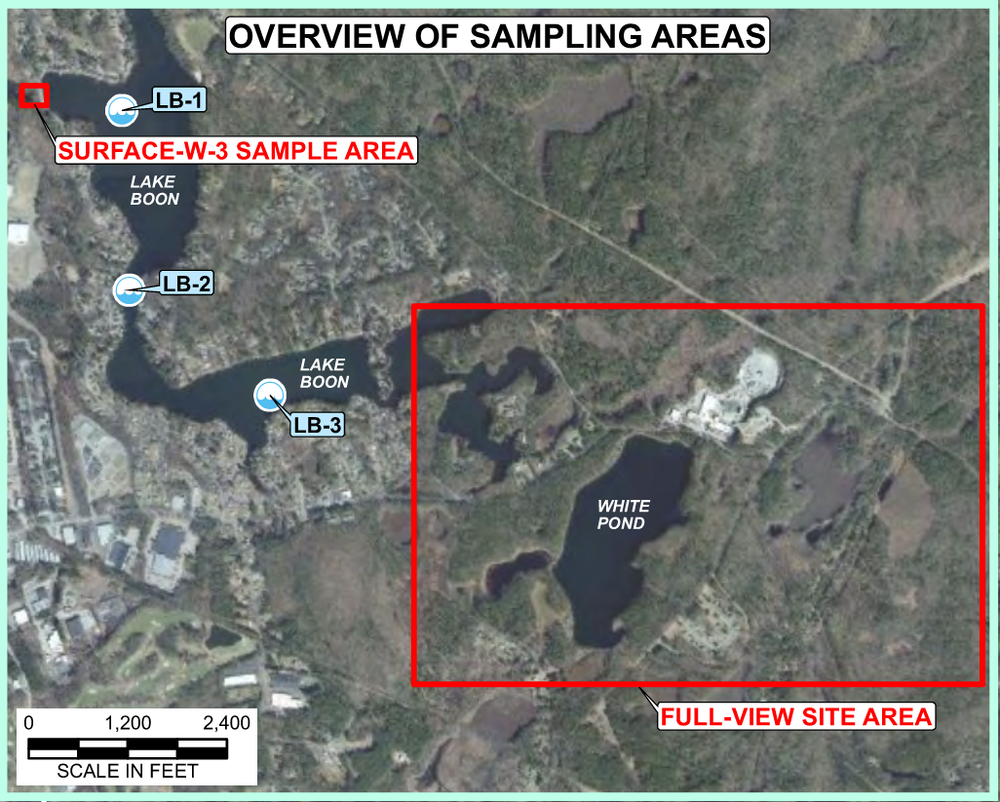 OVERVIEW OF SAMPLING AREAS
LB-1
SURFACE-W-3 SAMPLE AREA
LAKE
BOON
LB-2
LAKE
BOON
LB-3
WHITE
POND
FULL-VIEW SITE AREA
0 1,200 2,400
SCALE IN FEET